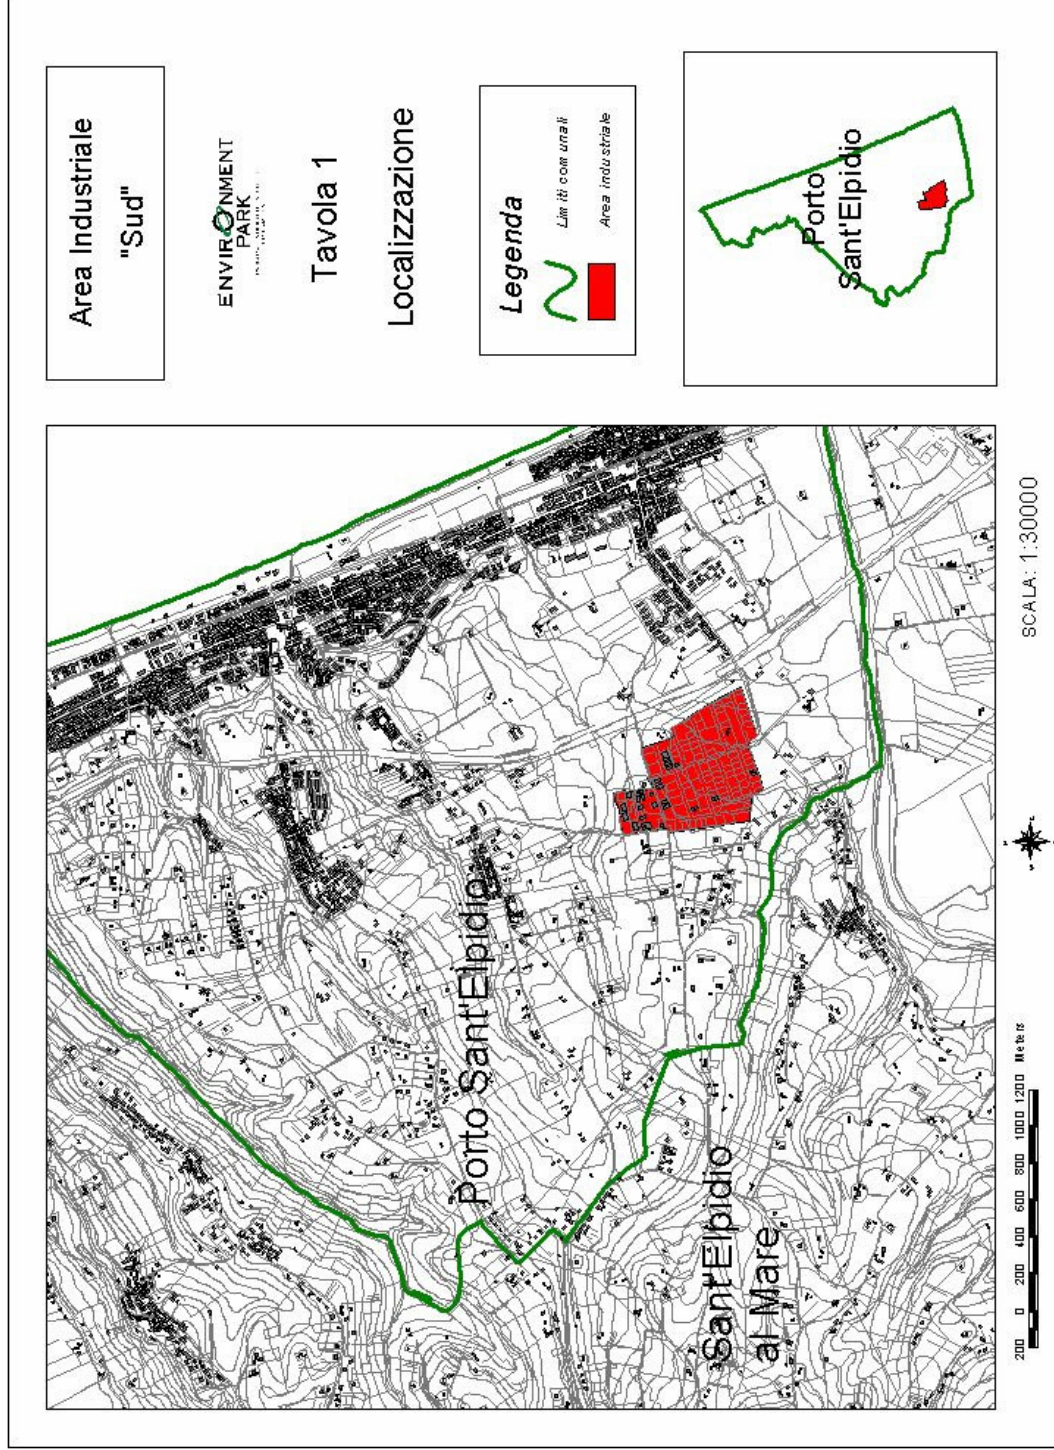 Area Industriale
"Sud"
ENVIRONMENT
PARK
Tavola 1
Localizzazione
Legenda
Limiti comunali
Area industriale
Porto
Sant'Elpidio
Porto Sant'Elpidio
Sant'Elpidio
al Mare
200 0 200 400 600 800 1000 1200 Meters
SCALA: 1:30000